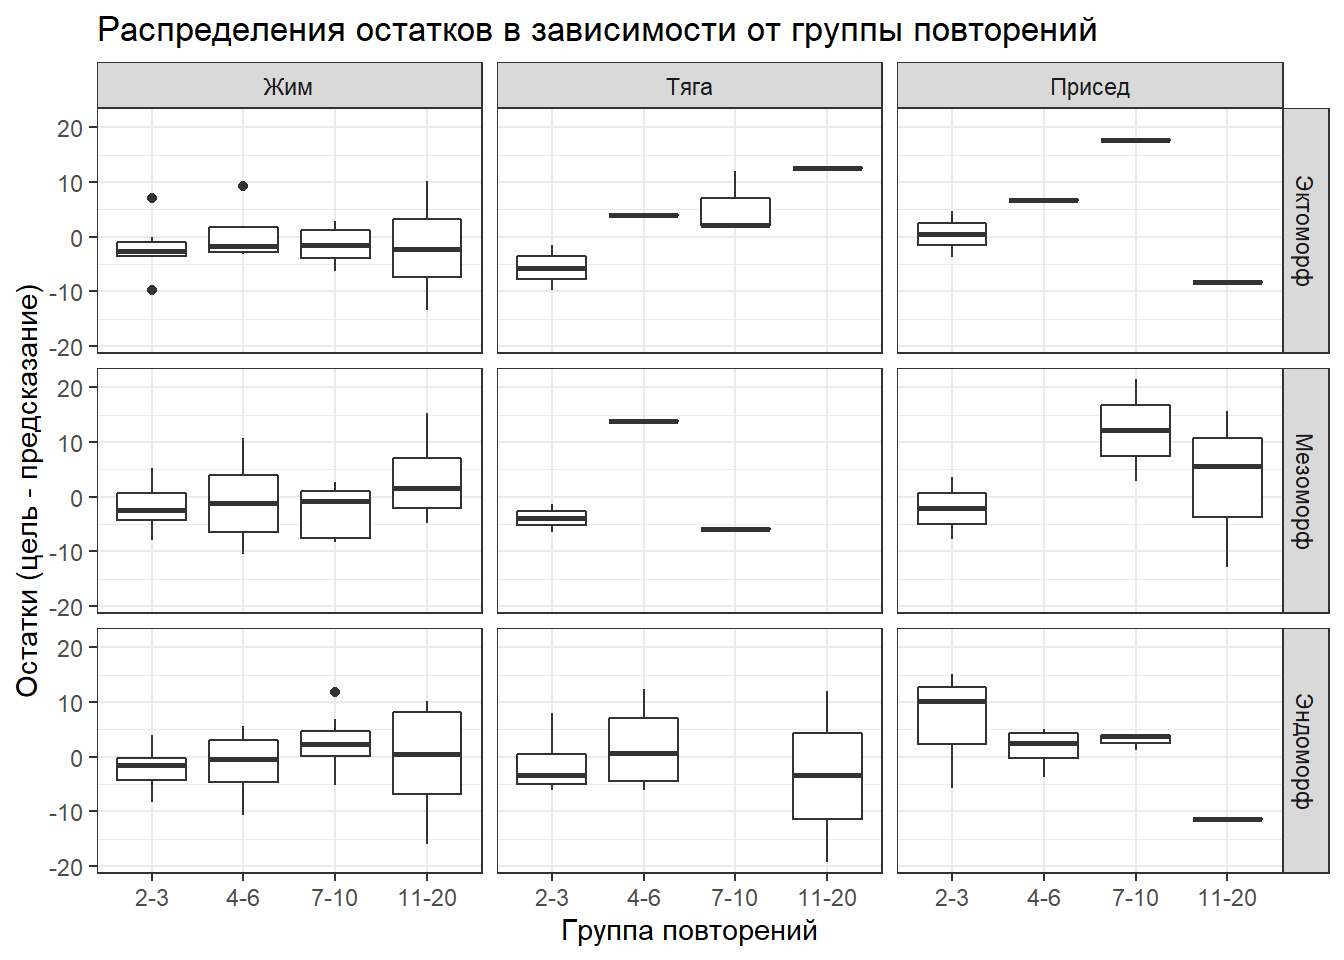 Распределения остатков в зависимости от группы повторений
Жим
Тяга
Присед
20
10
0
-10
-20
Эктоморф
20
10
0
-10
-20
Мезоморф
20
10
0
-10
-20
Эндоморф
Остатки (цель - предсказание)
2-3 4-6 7-10 11-20
2-3 4-6 7-10 11-20
2-3 4-6 7-10 11-20
Группа повторений